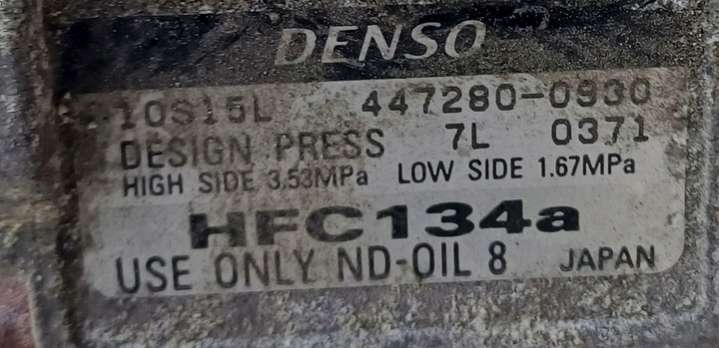 DENSO
10S15L 447280-0930
DESIGN PRESS 7L 0371
HIGH SIDE 3.53MPa LOW SIDE 1.67MPa
HFC134a
USE ONLY ND-OIL 8 JAPAN